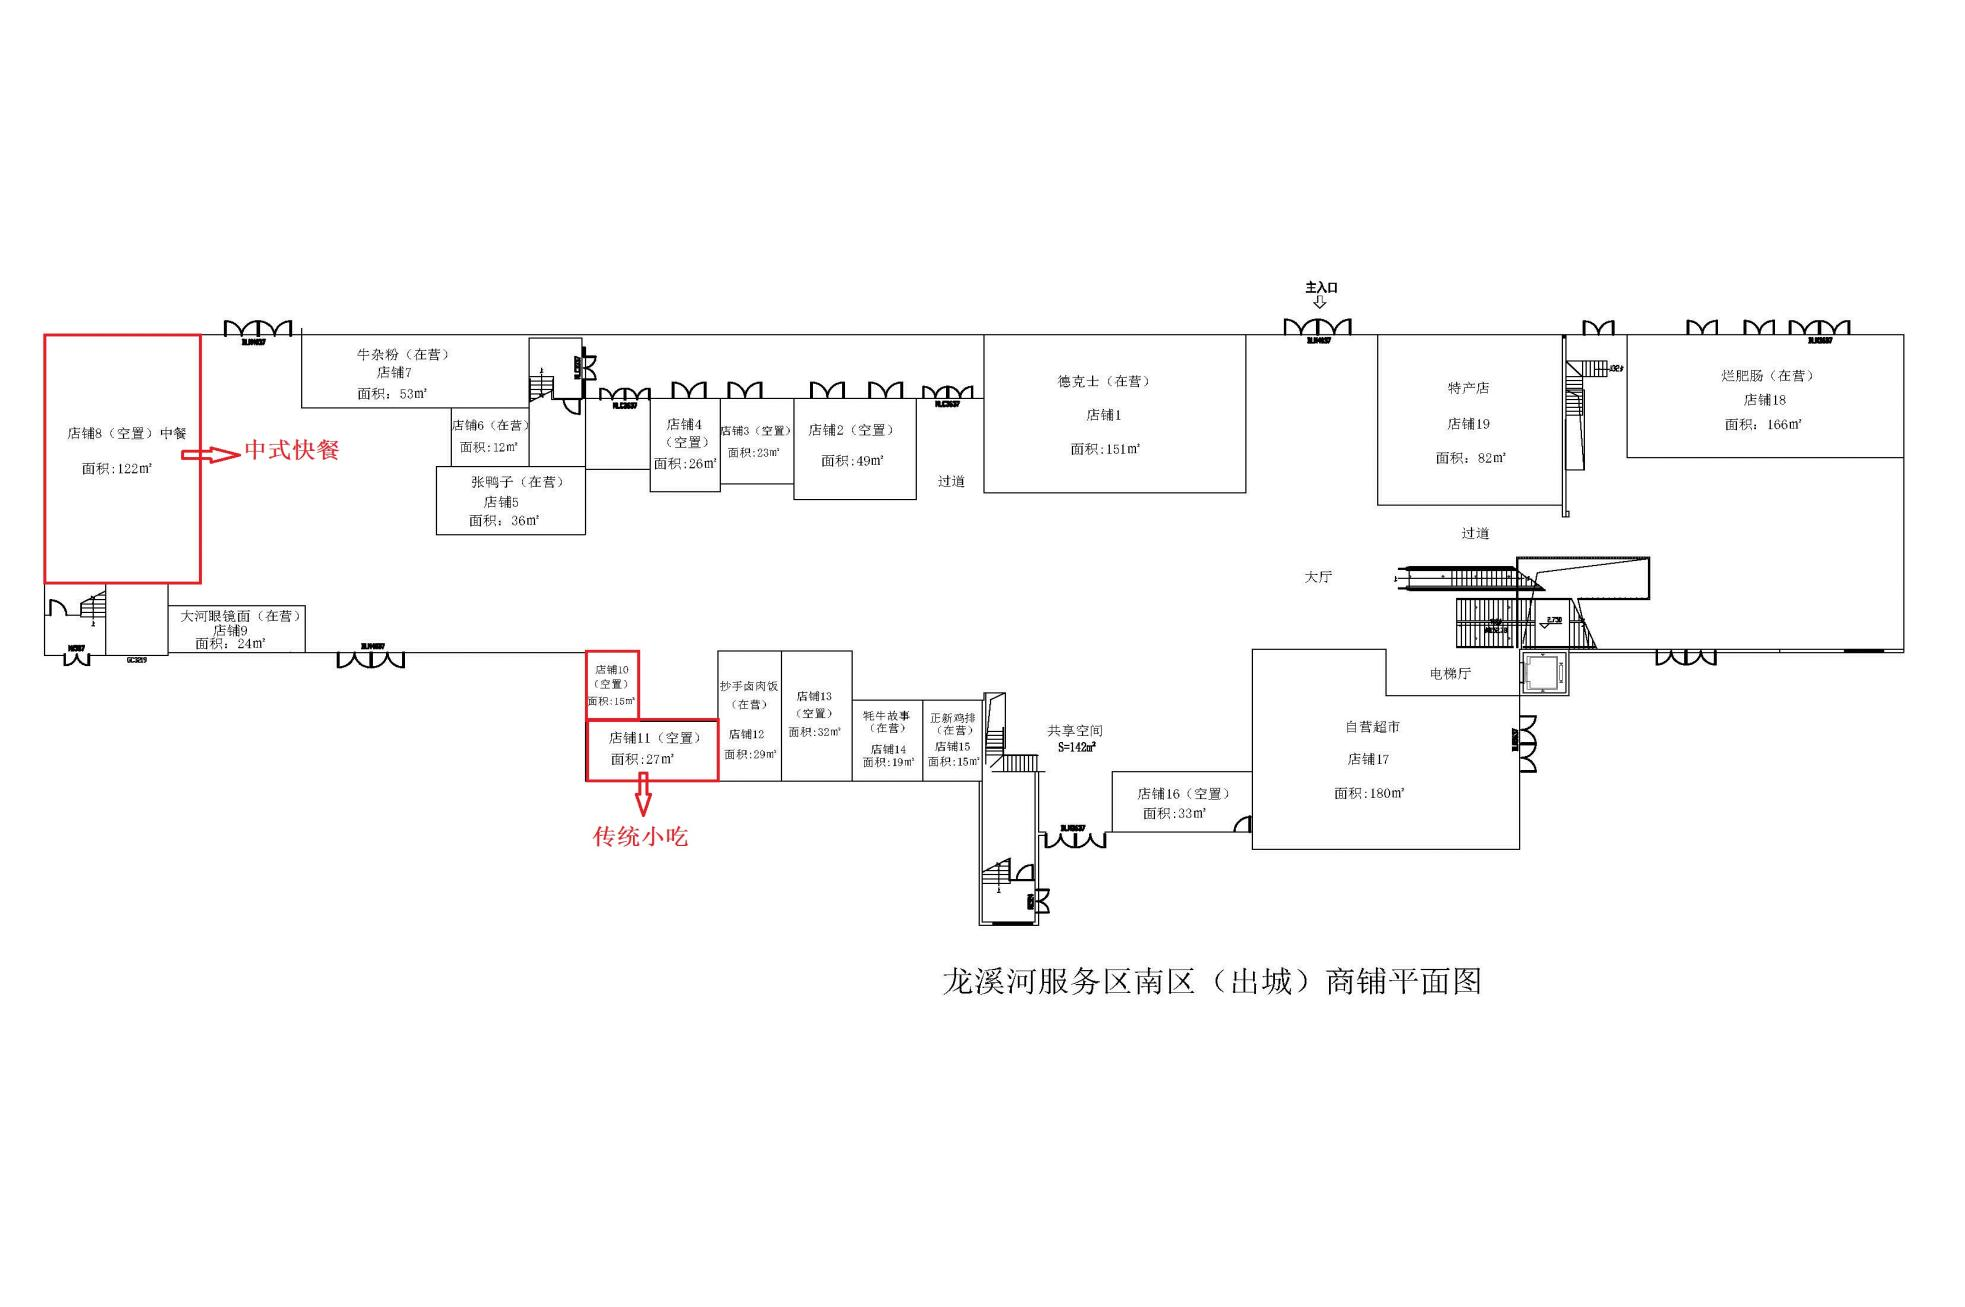 主入口
牛杂粉（在营）
店铺7
面积：53㎡
店铺8（空置）中餐
面积:122㎡
中式快餐
店铺6（在营）
面积:12㎡
张鸭子（在营）
店铺5
面积：36㎡
店铺4
（空置）
面积:26㎡
店铺3（空置）
面积:23㎡
店铺2（空置）
面积:49㎡
过道
德克士（在营）
店铺1
面积:151㎡
特产店
店铺19
面积：82㎡
烂肥肠（在营）
店铺18
面积：166㎡
过道
大厅
2.750
大河眼镜面（在营）
店铺9
面积：24㎡
GC3219
店铺10
（空置）
面积:15㎡
店铺11（空置）
面积:27㎡
传统小吃
抄手卤肉饭
（在营）
店铺12
面积:29㎡
店铺13
（空置）
面积:32㎡
牦牛故事
（在营）
店铺14
面积:19㎡
正新鸡排
（在营）
店铺15
面积:15㎡
共享空间
S=142㎡
店铺16（空置）
面积:33㎡
电梯厅
自营超市
店铺17
面积:180㎡
龙溪河服务区南区（出城）商铺平面图